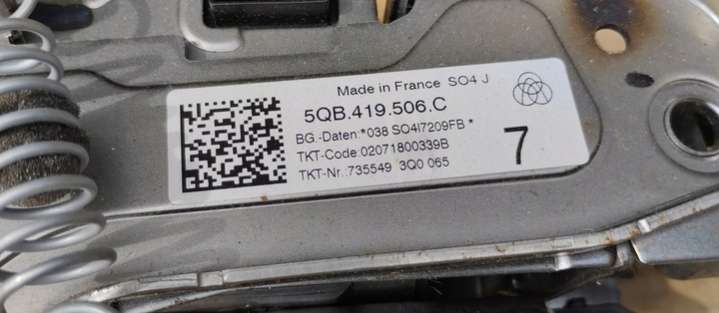 Made in France SO4 J
5QB.419.506.C
BG.-Daten:*038 SO4I7209FB*
TKT-Code:02071800339B
TKT-Nr.:735549 3Q0 065
7